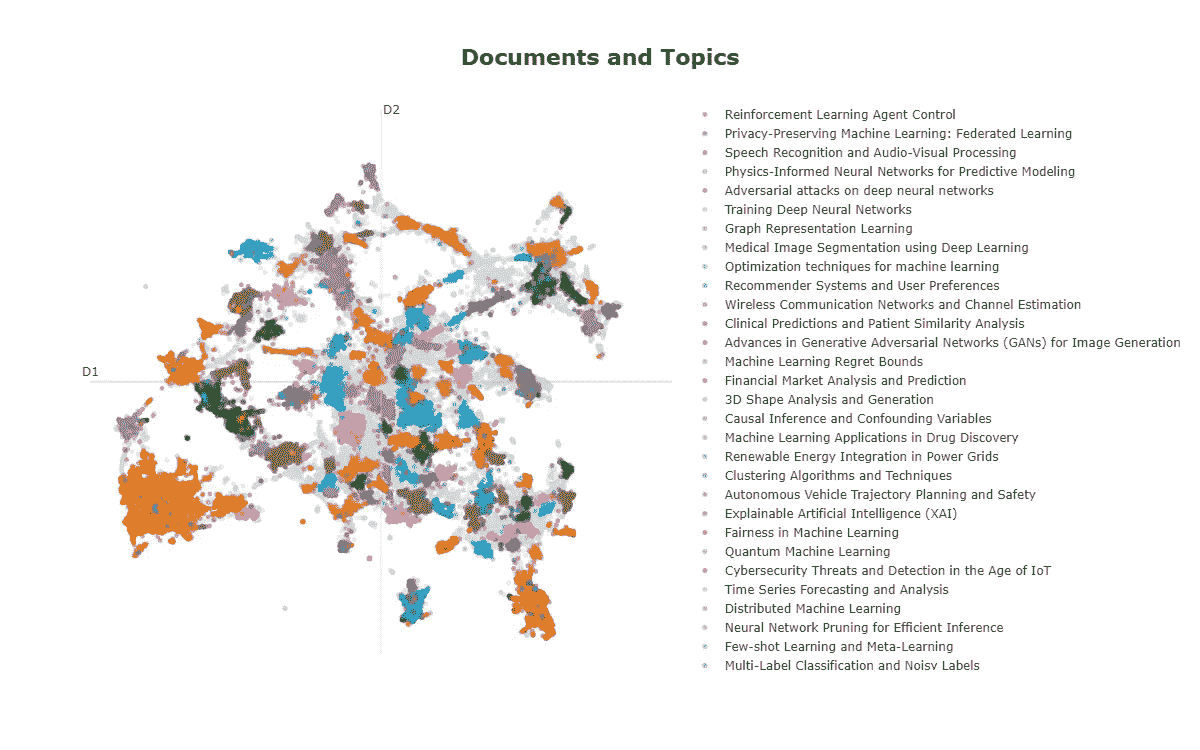 Documents and Topics
D2
D1
Reinforcement Learning Agent Control
Privacy-Preserving Machine Learning: Federated Learning
Speech Recognition and Audio-Visual Processing
Physics-Informed Neural Networks for Predictive Modeling
Adversarial attacks on deep neural networks
Training Deep Neural Networks
Graph Representation Learning
Medical Image Segmentation using Deep Learning
Optimization techniques for machine learning
Recommender Systems and User Preferences
Wireless Communication Networks and Channel Estimation
Clinical Predictions and Patient Similarity Analysis
Advances in Generative Adversarial Networks (GANs) for Image Generation
Machine Learning Regret Bounds
Financial Market Analysis and Prediction
3D Shape Analysis and Generation
Causal Inference and Confounding Variables
Machine Learning Applications in Drug Discovery
Renewable Energy Integration in Power Grids
Clustering Algorithms and Techniques
Autonomous Vehicle Trajectory Planning and Safety
Explainable Artificial Intelligence (XAI)
Fairness in Machine Learning
Quantum Machine Learning
Cybersecurity Threats and Detection in the Age of IoT
Time Series Forecasting and Analysis
Distributed Machine Learning
Neural Network Pruning for Efficient Inference
Few-shot Learning and Meta-Learning
Multi-Label Classification and Noisy Labels